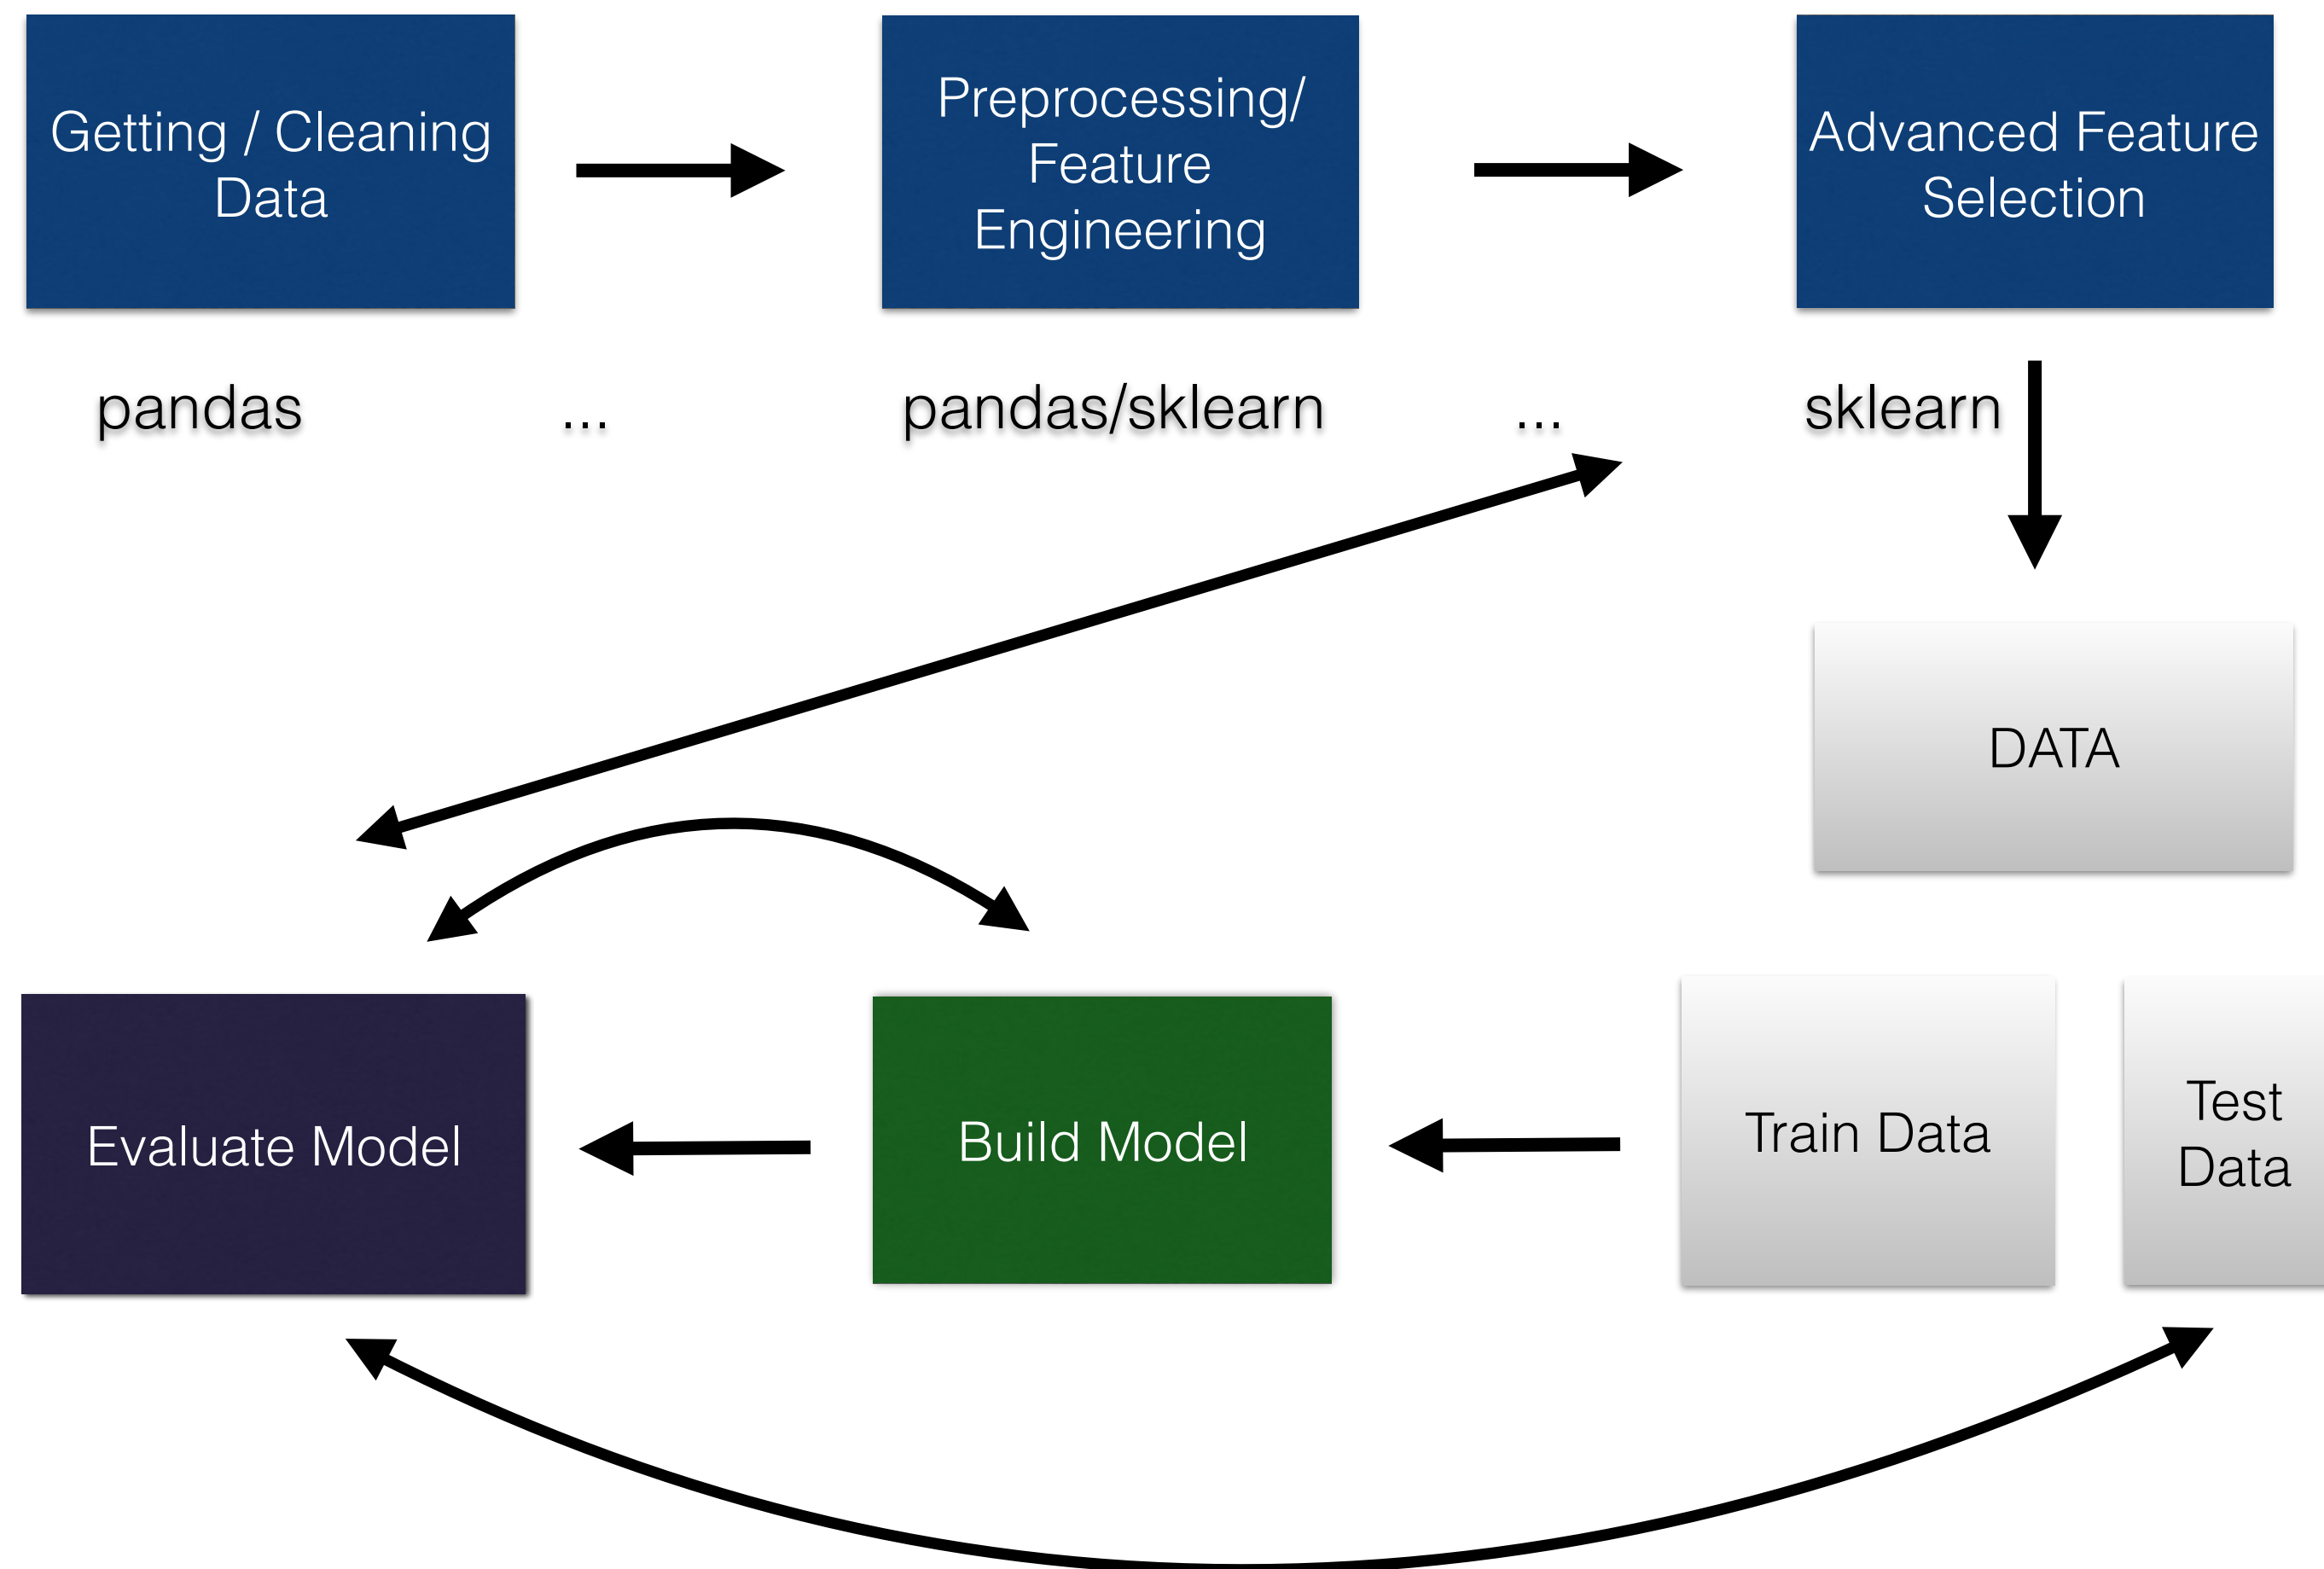 Getting / Cleaning
Data
Preprocessing/
Feature
Engineering
Advanced Feature
Selection
pandas
...
pandas/sklearn
...
sklearn
DATA
Evaluate Model
Build Model
Train Data
Test
Data